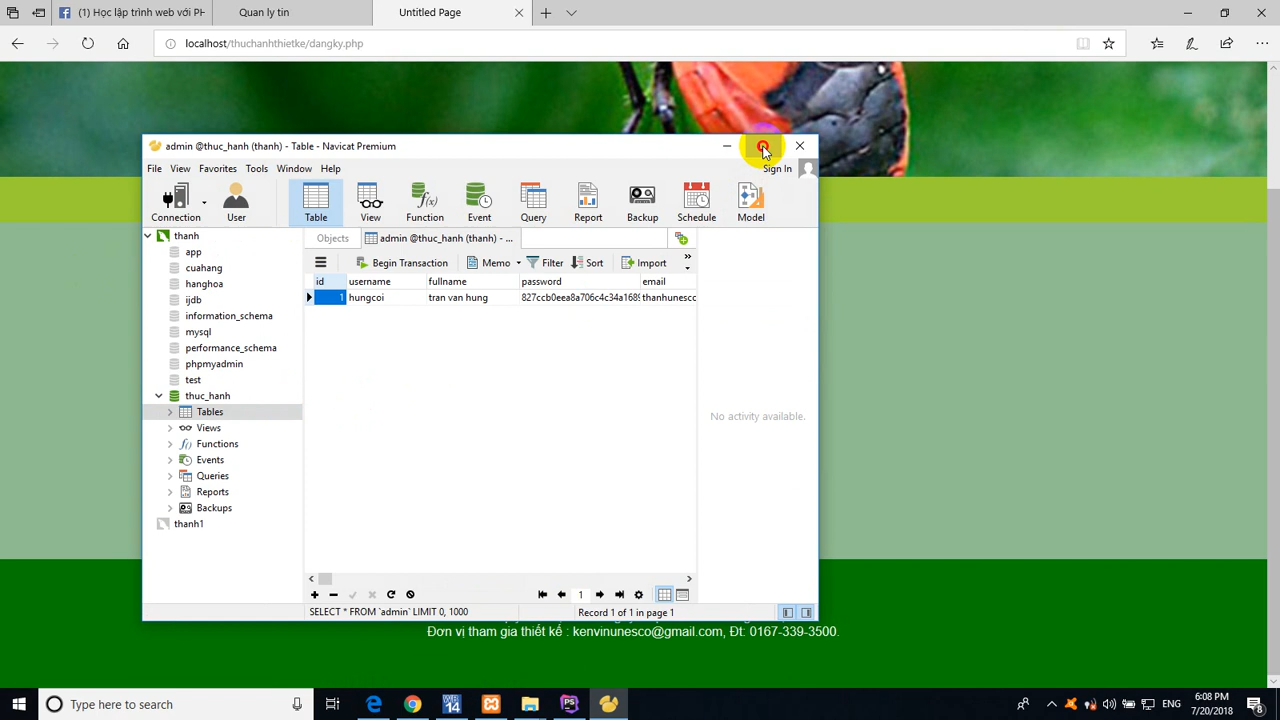 (1) Học lập trình web với PH
Quan ly tin
Untitled Page
localhost/thuchanhthietke/dangky.php
admin @thuc_hanh (thanh) - Table - Navicat Premium
File View Favorites Tools Window Help
Sign In
Connection User Table View Function Event Query Report Backup Schedule Model
thanh
app
cuahang
hanghoa
ijdb
information_schema
mysql
performance_schema
phpmyadmin
test
thuc_hanh
Tables
Views
Functions
Events
Queries
Reports
Backups
thanh1
Objects admin @thuc_hanh (thanh) - ...
Begin Transaction Memo Filter Sort Import
id username fullname password email
1 hungcoi tran van hung 827ccb0eea8a706c4c34a1689 thanhunesco
No activity available.
1
SELECT * FROM `admin` LIMIT 0, 1000 Record 1 of 1 in page 1
Đơn vị tham gia thiết kế : kenvinunesco@gmail.com, Đt: 0167-339-3500.
Type here to search
ENG
6:08 PM
7/20/2018